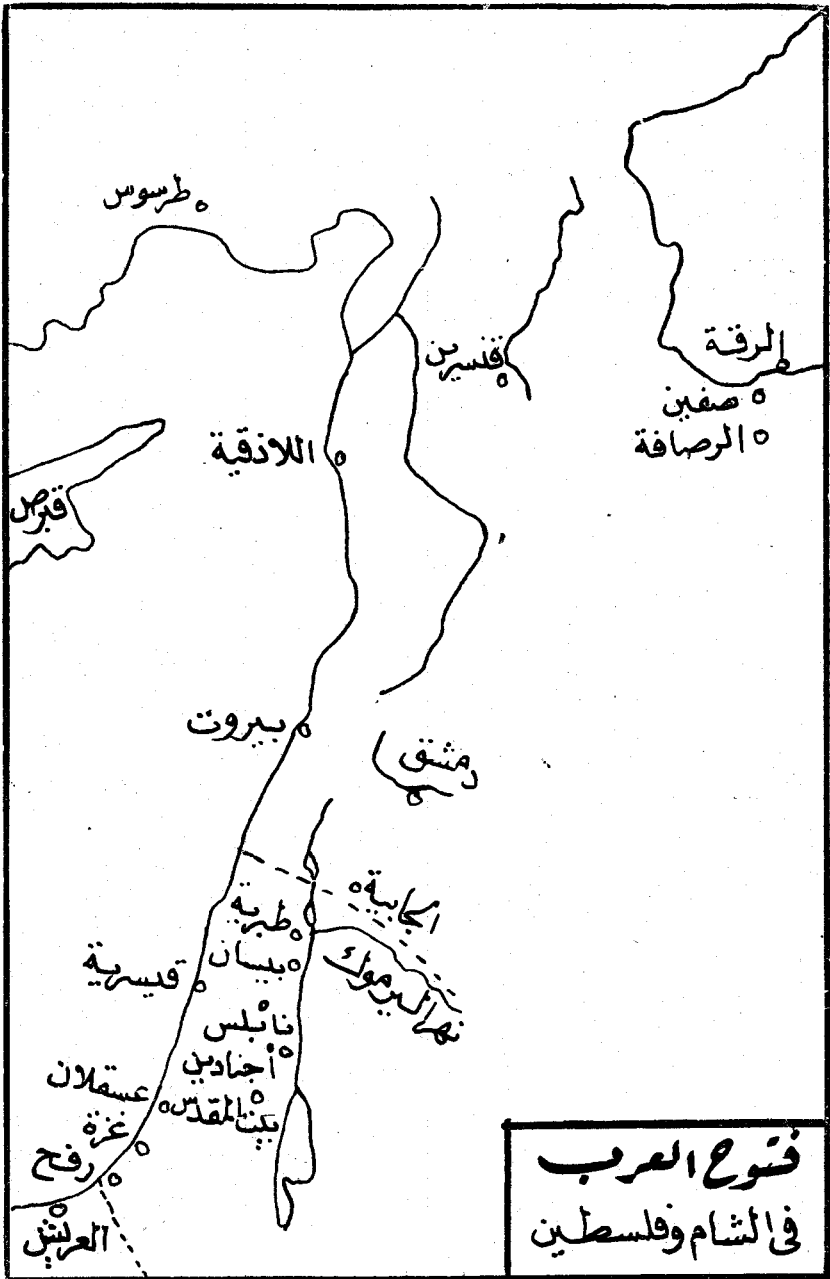 طرسوس
الرقة
قنسرين
صفين
الرصافة
اللاذقية
قبرص
بيروت
دمشق
الجابية
طبرية
بيسان
نهر اليرموك
قيسرية
نابلس
أجنادين
عسقلان
بيت المقدس
غزة
رفح
العريش
فتوح العرب
فى الشام وفلسطين